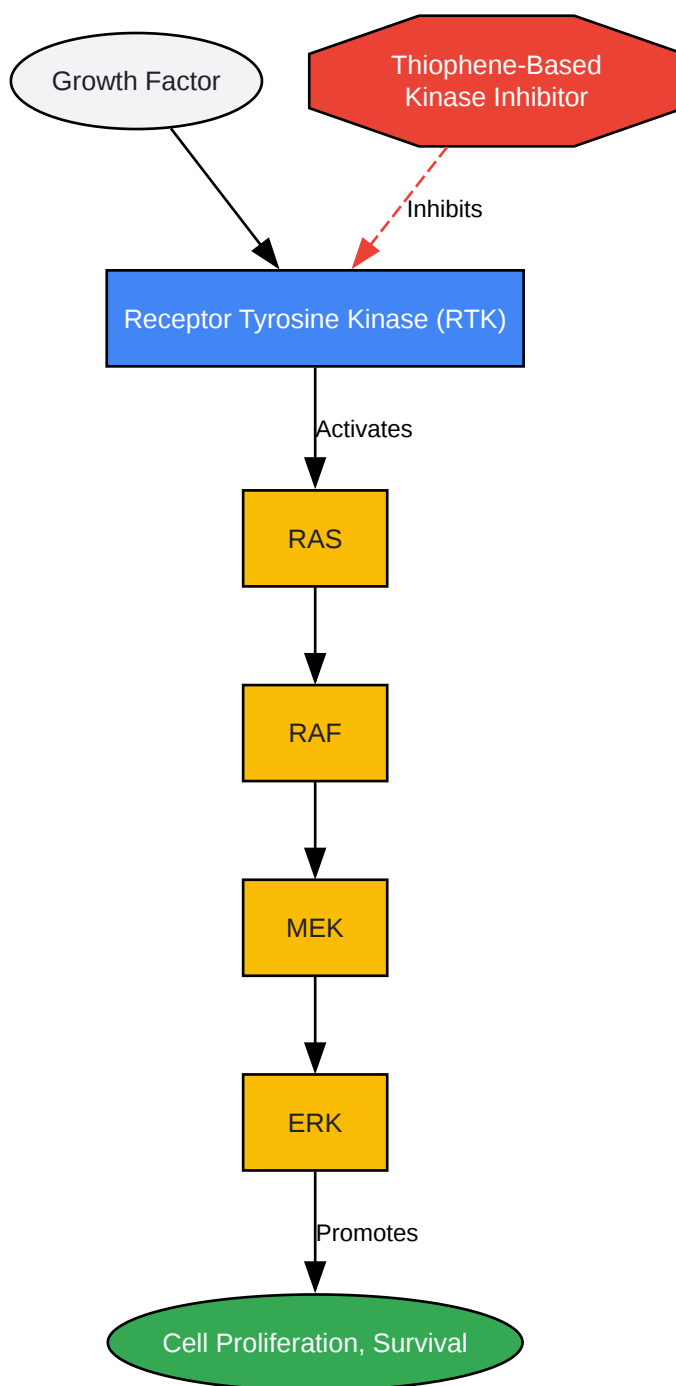 Growth Factor
Thiophene-Based
Kinase Inhibitor
Inhibits
Receptor Tyrosine Kinase (RTK)
Activates
RAS
RAF
MEK
ERK
Promotes
Cell Proliferation, Survival